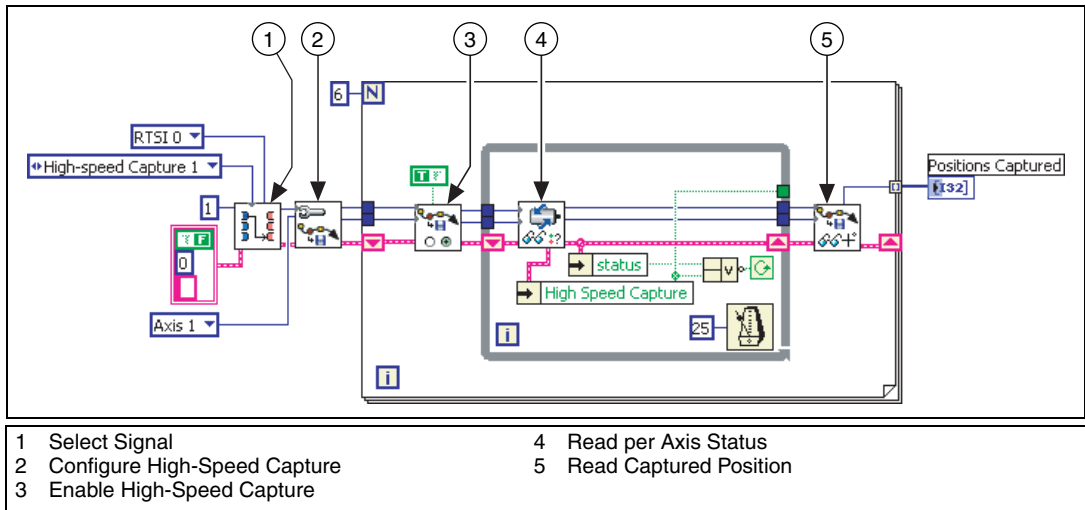 1 2 3 4 5
6 N
RTSI 0
High-speed Capture 1
Positions Captured
I32
T F
1
F
0
status
v
High Speed Capture
Axis 1
25
i
i
1 Select Signal
2 Configure High-Speed Capture
3 Enable High-Speed Capture
4 Read per Axis Status
5 Read Captured Position